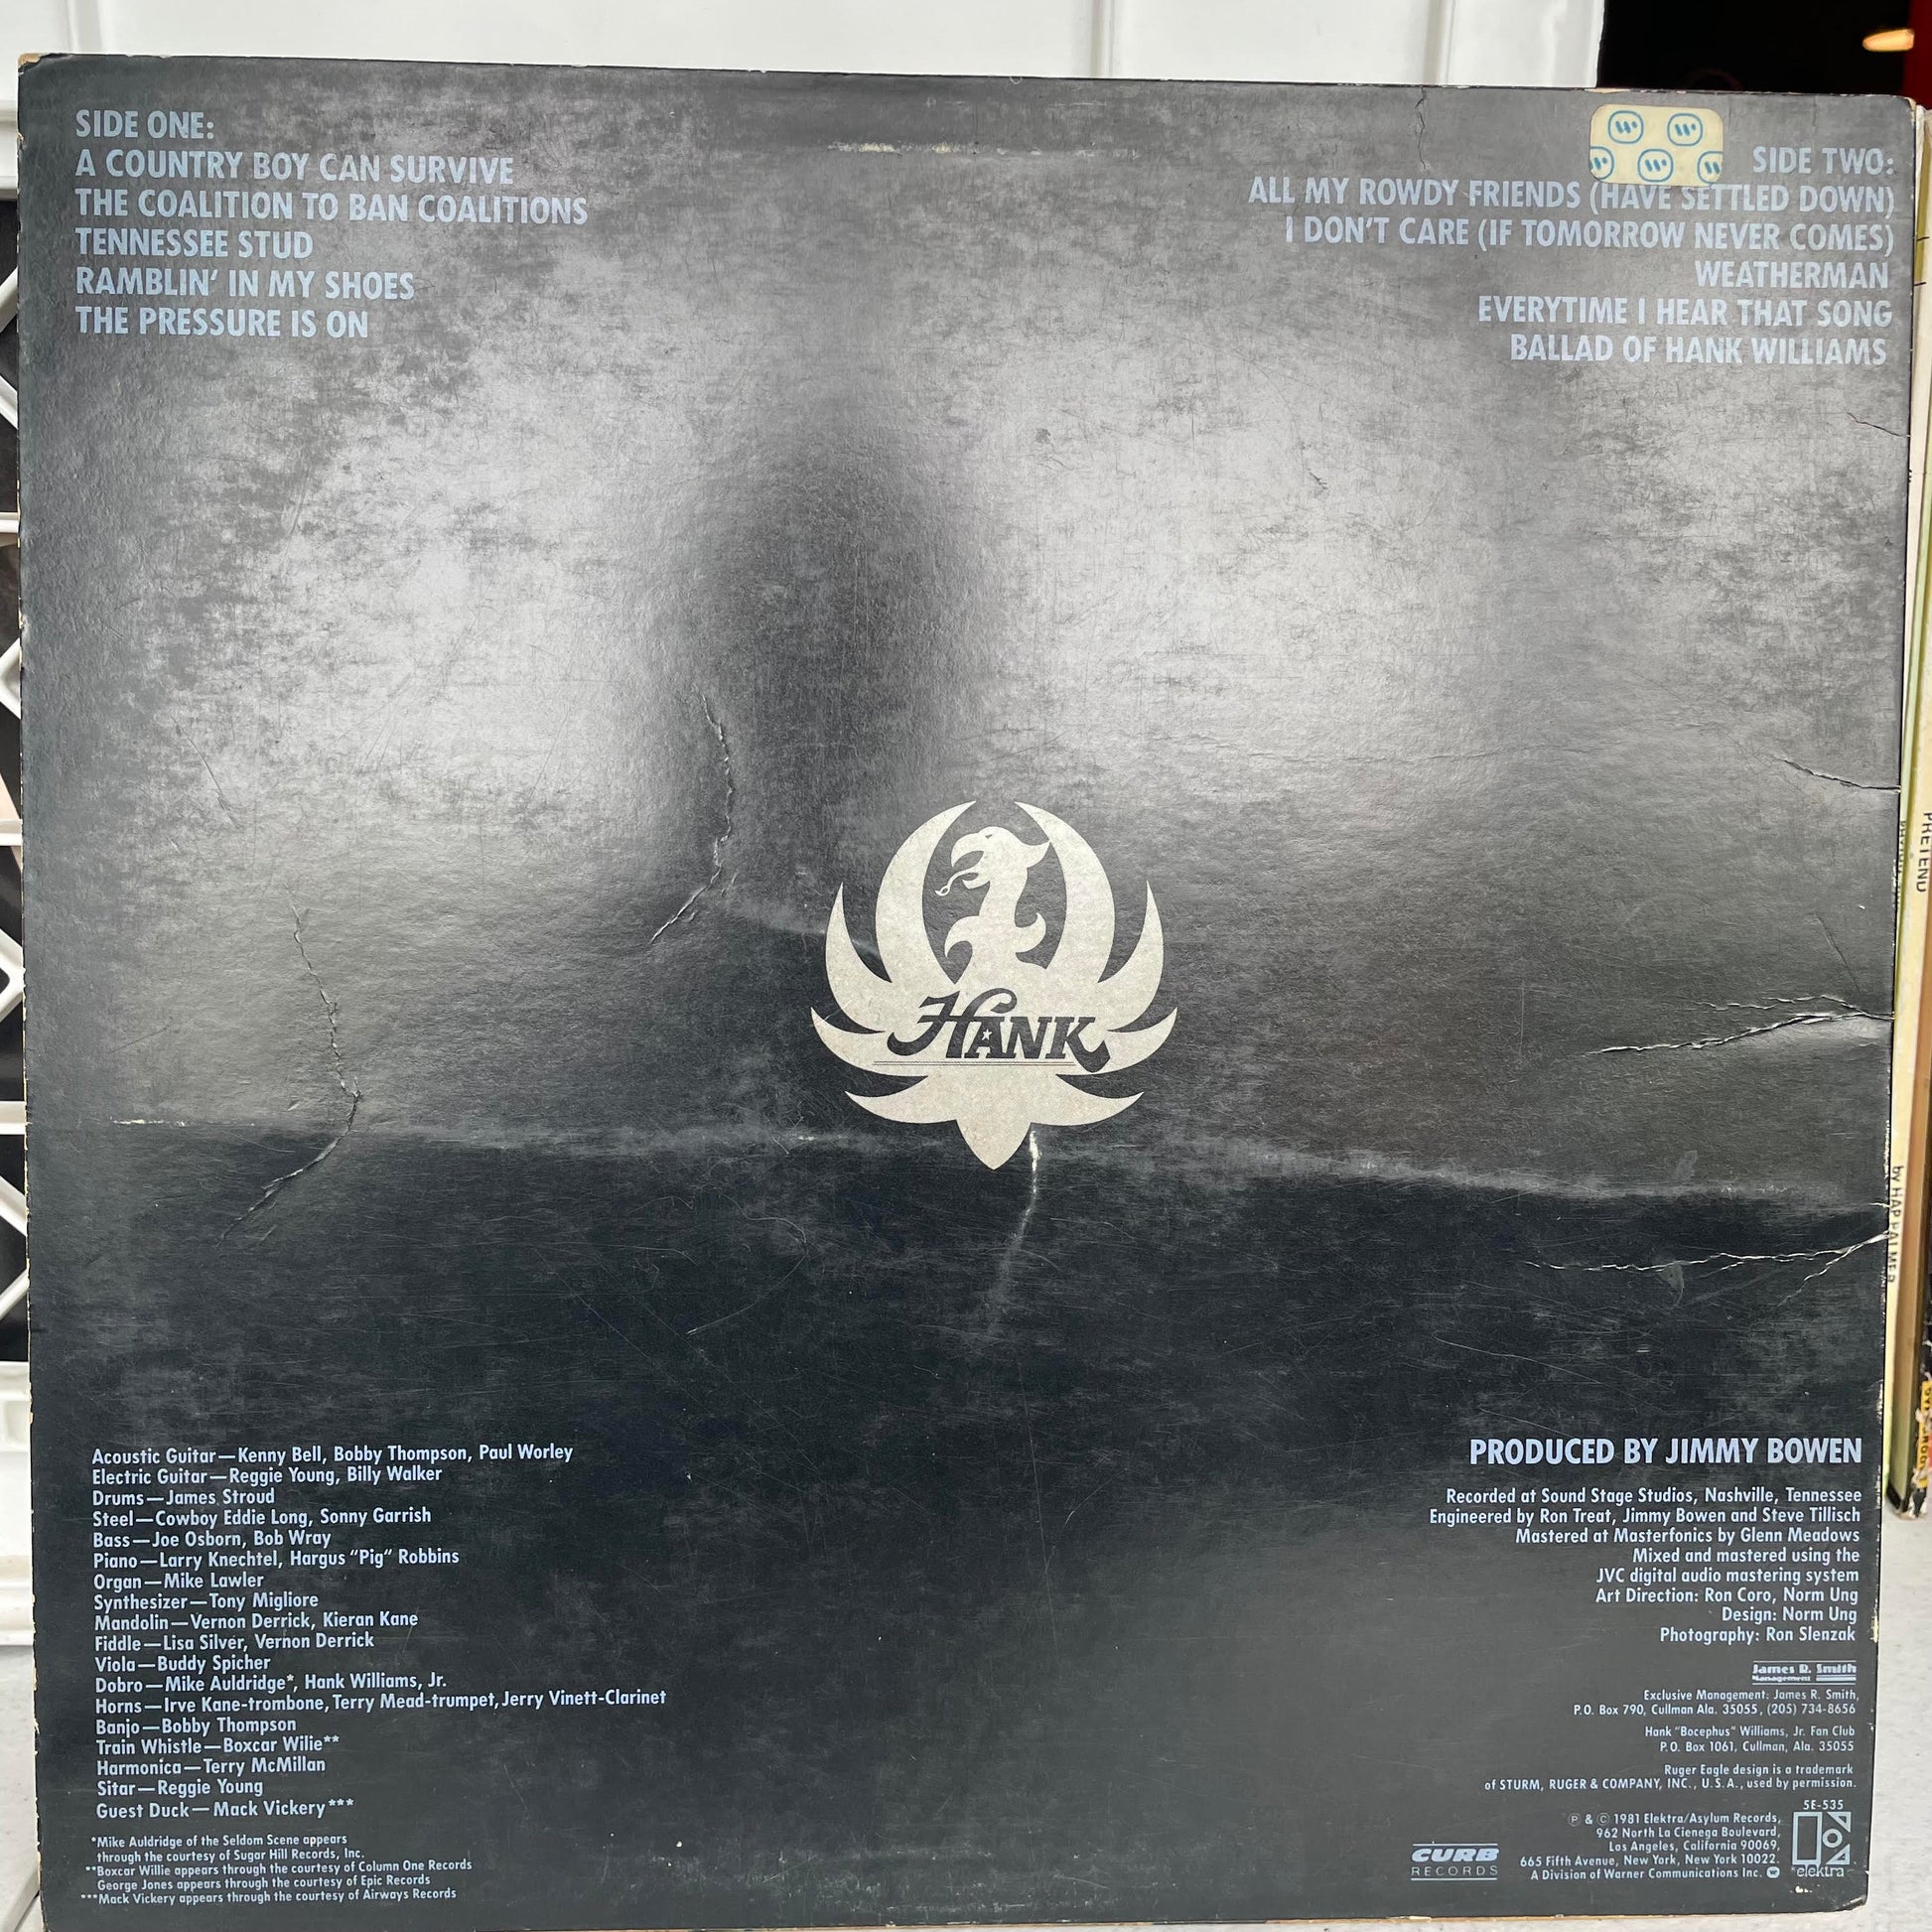 SIDE ONE:
A COUNTRY BOY CAN SURVIVE
THE COALITION TO BAN COALITIONS
TENNESSEE STUD
RAMBLIN' IN MY SHOES
THE PRESSURE IS ON
SIDE TWO:
ALL MY ROWDY FRIENDS (HAVE SETTLED DOWN)
I DON'T CARE (IF TOMORROW NEVER COMES)
WEATHERMAN
EVERYTIME I HEAR THAT SONG
BALLAD OF HANK WILLIAMS
HANK
Acoustic Guitar—Kenny Bell, Bobby Thompson, Paul Worley
Electric Guitar—Reggie Young, Billy Walker
Drums—James Stroud
Steel—Cowboy Eddie Long, Sonny Garrish
Bass—Joe Osborn, Bob Wray
Piano—Larry Knechtel, Hargus "Pig" Robbins
Organ—Mike Lawler
Synthesizer—Tony Migliore
Mandolin—Vernon Derrick, Kieran Kane
Fiddle—Lisa Silver, Vernon Derrick
Viola—Buddy Spicher
Dobro—Mike Auldridge*, Hank Williams, Jr.
Horns—Irve Kane-trombone, Terry Mead-trumpet, Jerry Vinett-Clarinet
Banjo—Bobby Thompson
Train Whistle—Boxcar Wilie**
Harmonica—Terry McMillan
Sitar—Reggie Young
Guest Duck—Mack Vickery***
*Mike Auldridge of the Seldom Scene appears
through the courtesy of Sugar Hill Records, Inc.
**Boxcar Willie appears through the courtesy of Column One Records
George Jones appears through the courtesy of Epic Records
***Mack Vickery appears through the courtesy of Airways Records
PRODUCED BY JIMMY BOWEN
Recorded at Sound Stage Studios, Nashville, Tennessee
Engineered by Ron Treat, Jimmy Bowen and Steve Tillisch
Mastered at Masterfonics by Glenn Meadows
Mixed and mastered using the
JVC digital audio mastering system
Art Direction: Ron Coro, Norm Ung
Design: Norm Ung
Photography: Ron Slenzak
James R. Smith
Management
Exclusive Management: James R. Smith,
P.O. Box 790, Cullman Ala. 35055, (205) 734-8656
Hank "Bocephus" Williams, Jr. Fan Club
P.O. Box 1061, Cullman, Ala. 35055
Ruger Eagle design is a trademark
of STURM, RUGER & COMPANY, INC., U.S.A., used by permission.
5E-535
℗ & © 1981 Elektra/Asylum Records,
962 North La Cienega Boulevard,
Los Angeles, California 90069,
665 Fifth Avenue, New York, New York 10022.
A Division of Warner Communications Inc.
elektra
CURB
RECORDS
PRETEND
by HAP PALMER